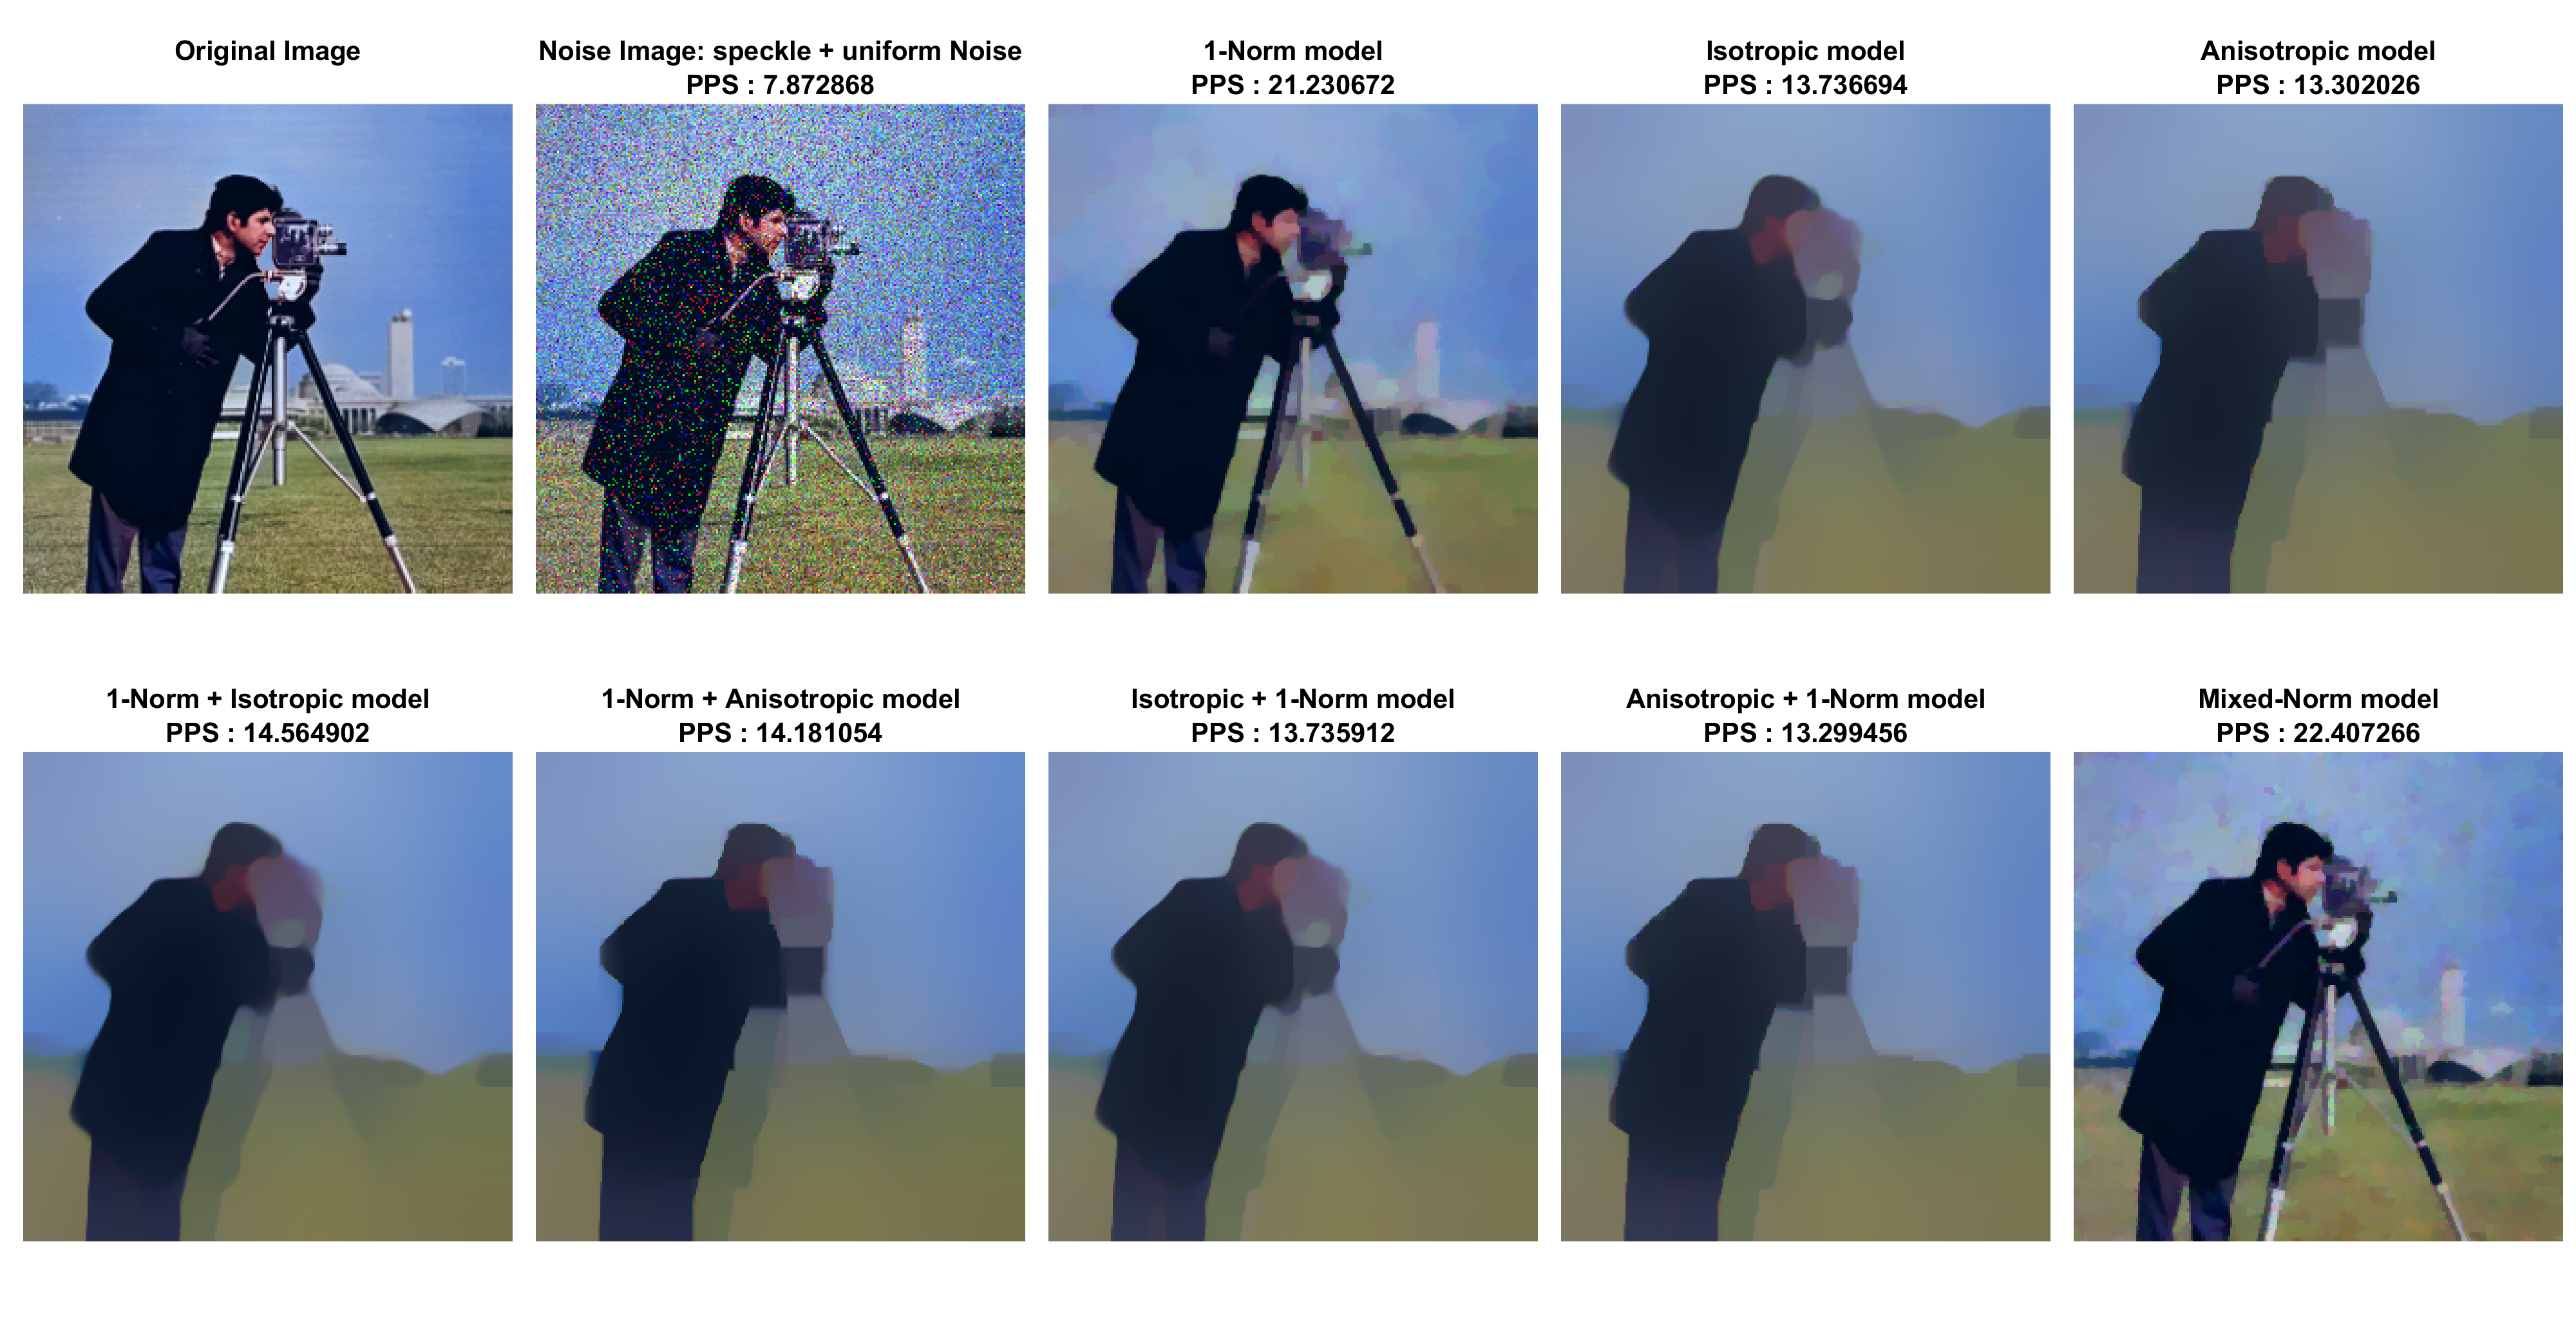 Original Image
Noise Image: speckle + uniform Noise
PPS : 7.872868
1-Norm model
PPS : 21.230672
Isotropic model
PPS : 13.736694
Anisotropic model
PPS : 13.302026
1-Norm + Isotropic model
PPS : 14.564902
1-Norm + Anisotropic model
PPS : 14.181054
Isotropic + 1-Norm model
PPS : 13.735912
Anisotropic + 1-Norm model
PPS : 13.299456
Mixed-Norm model
PPS : 22.407266